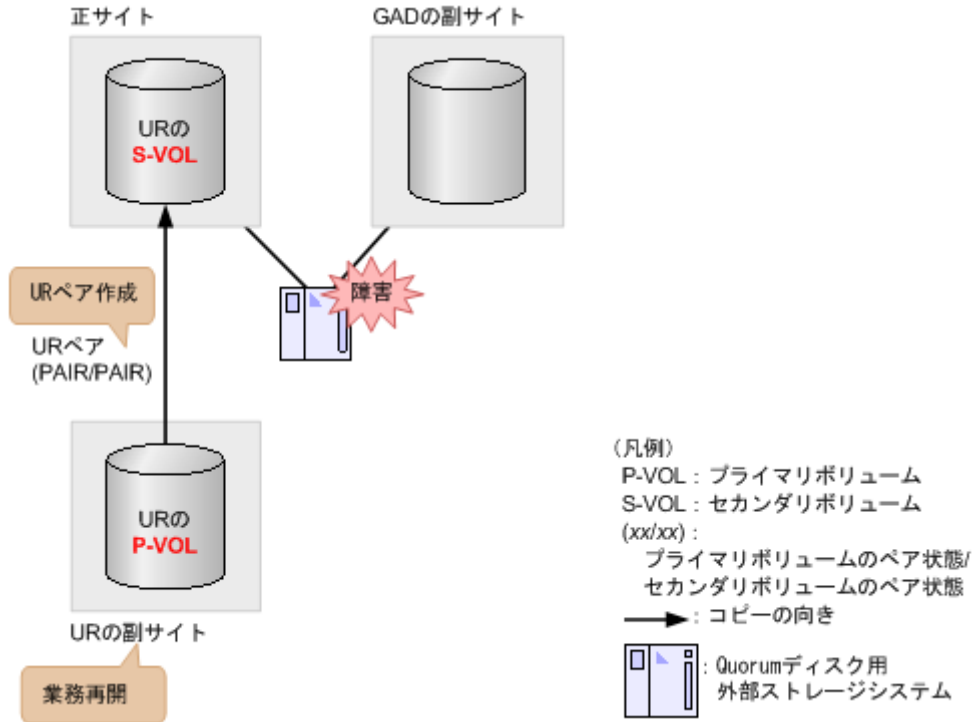 正サイト
GADの副サイト
URの
S-VOL
URペア作成
障害
URペア
(PAIR/PAIR)
URの
P-VOL
URの副サイト
業務再開
(凡例)
P-VOL:プライマリボリューム
S-VOL:セカンダリボリューム
(xx/xx):
プライマリボリュームのペア状態/
セカンダリボリュームのペア状態
:コピーの向き
:Quorumディスク用
外部ストレージシステム